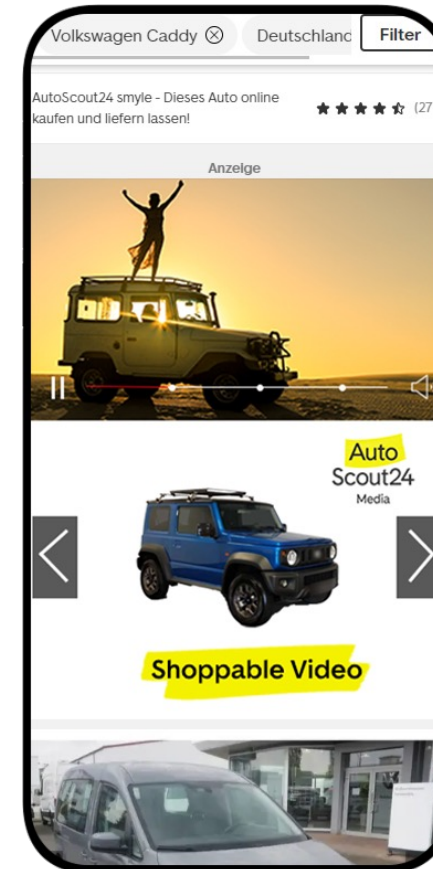 Volkswagen Caddy
Deutschland
Filter
AutoScout24 smyle - Dieses Auto online
kaufen und liefern lassen!
(27
Anzeige
Auto
Scout24
Media
Shoppable Video